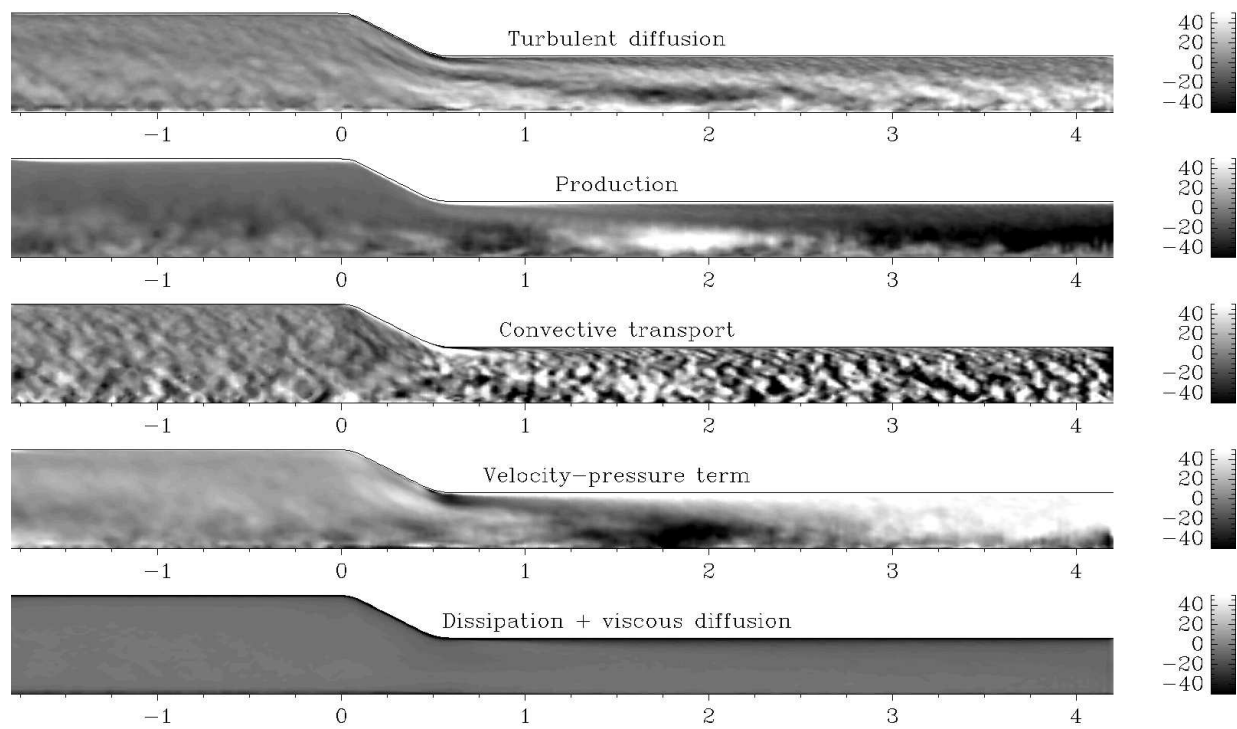 Turbulent diffusion
40
20
0
−20
−40
−1 0 1 2 3 4
Production
40
20
0
−20
−40
−1 0 1 2 3 4
Convective transport
40
20
0
−20
−40
−1 0 1 2 3 4
Velocity−pressure term
40
20
0
−20
−40
−1 0 1 2 3 4
Dissipation + viscous diffusion
40
20
0
−20
−40
−1 0 1 2 3 4